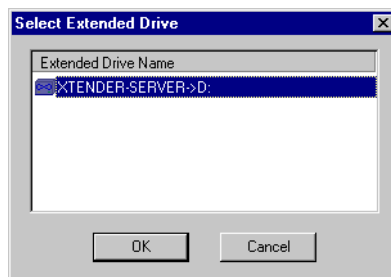 Select Extended Drive
Extended Drive Name
XTENDER-SERVER->D:
OK
Cancel